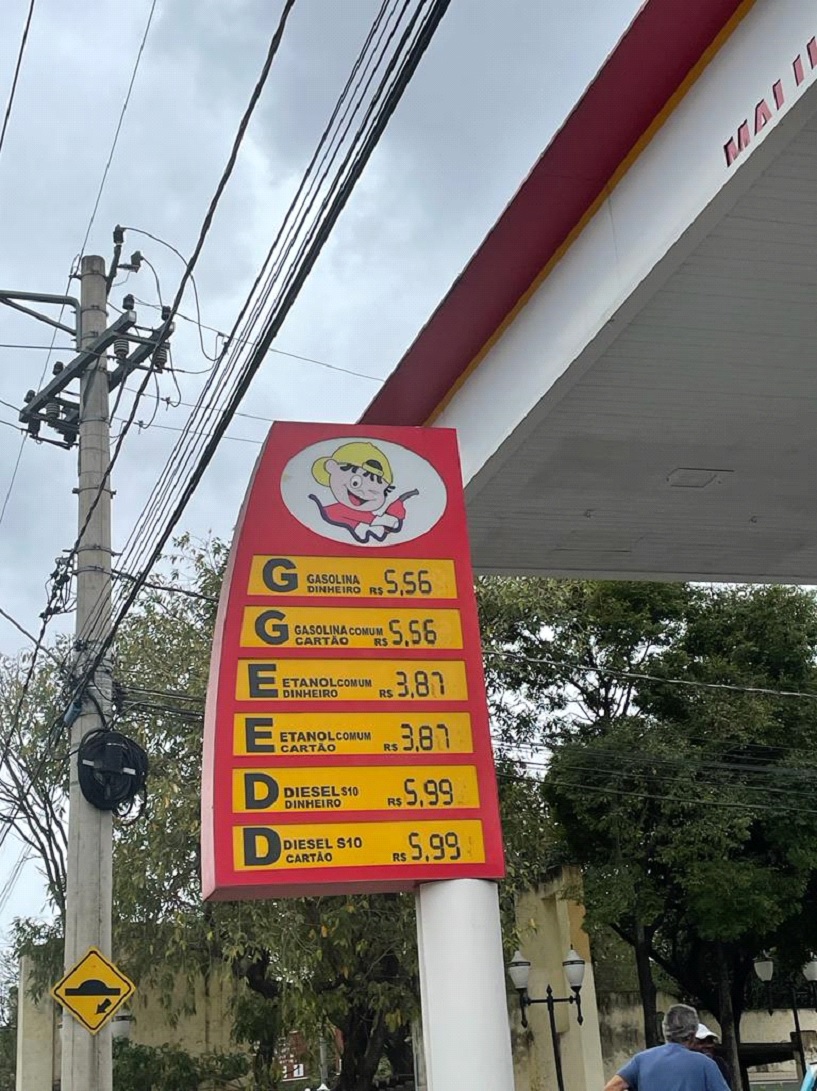 G GASOLINA
DINHEIRO R$ 5,56
G GASOLINA COMUM
CARTÃO R$ 5,56
E ETANOL COMUM
DINHEIRO R$ 3,87
E ETANOL COMUM
CARTÃO R$ 3,87
D DIESEL S10
DINHEIRO R$ 5,99
D DIESEL S10
CARTÃO R$ 5,99